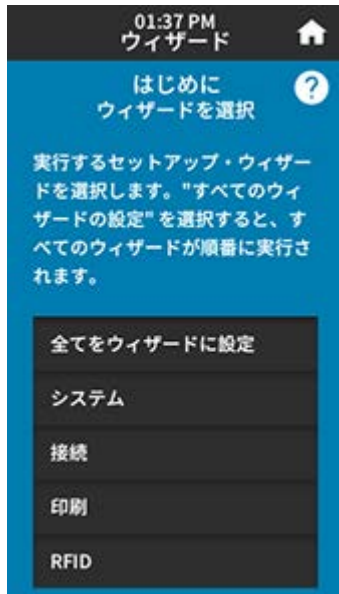 01:37 PM
ウィザード
はじめに
ウィザードを選択
実行するセットアップ・ウィザー
ドを選択します。"すべてのウィ
ザードの設定" を選択すると、す
べてのウィザードが順番に実行さ
れます。
全てをウィザードに設定
システム
接続
印刷
RFID